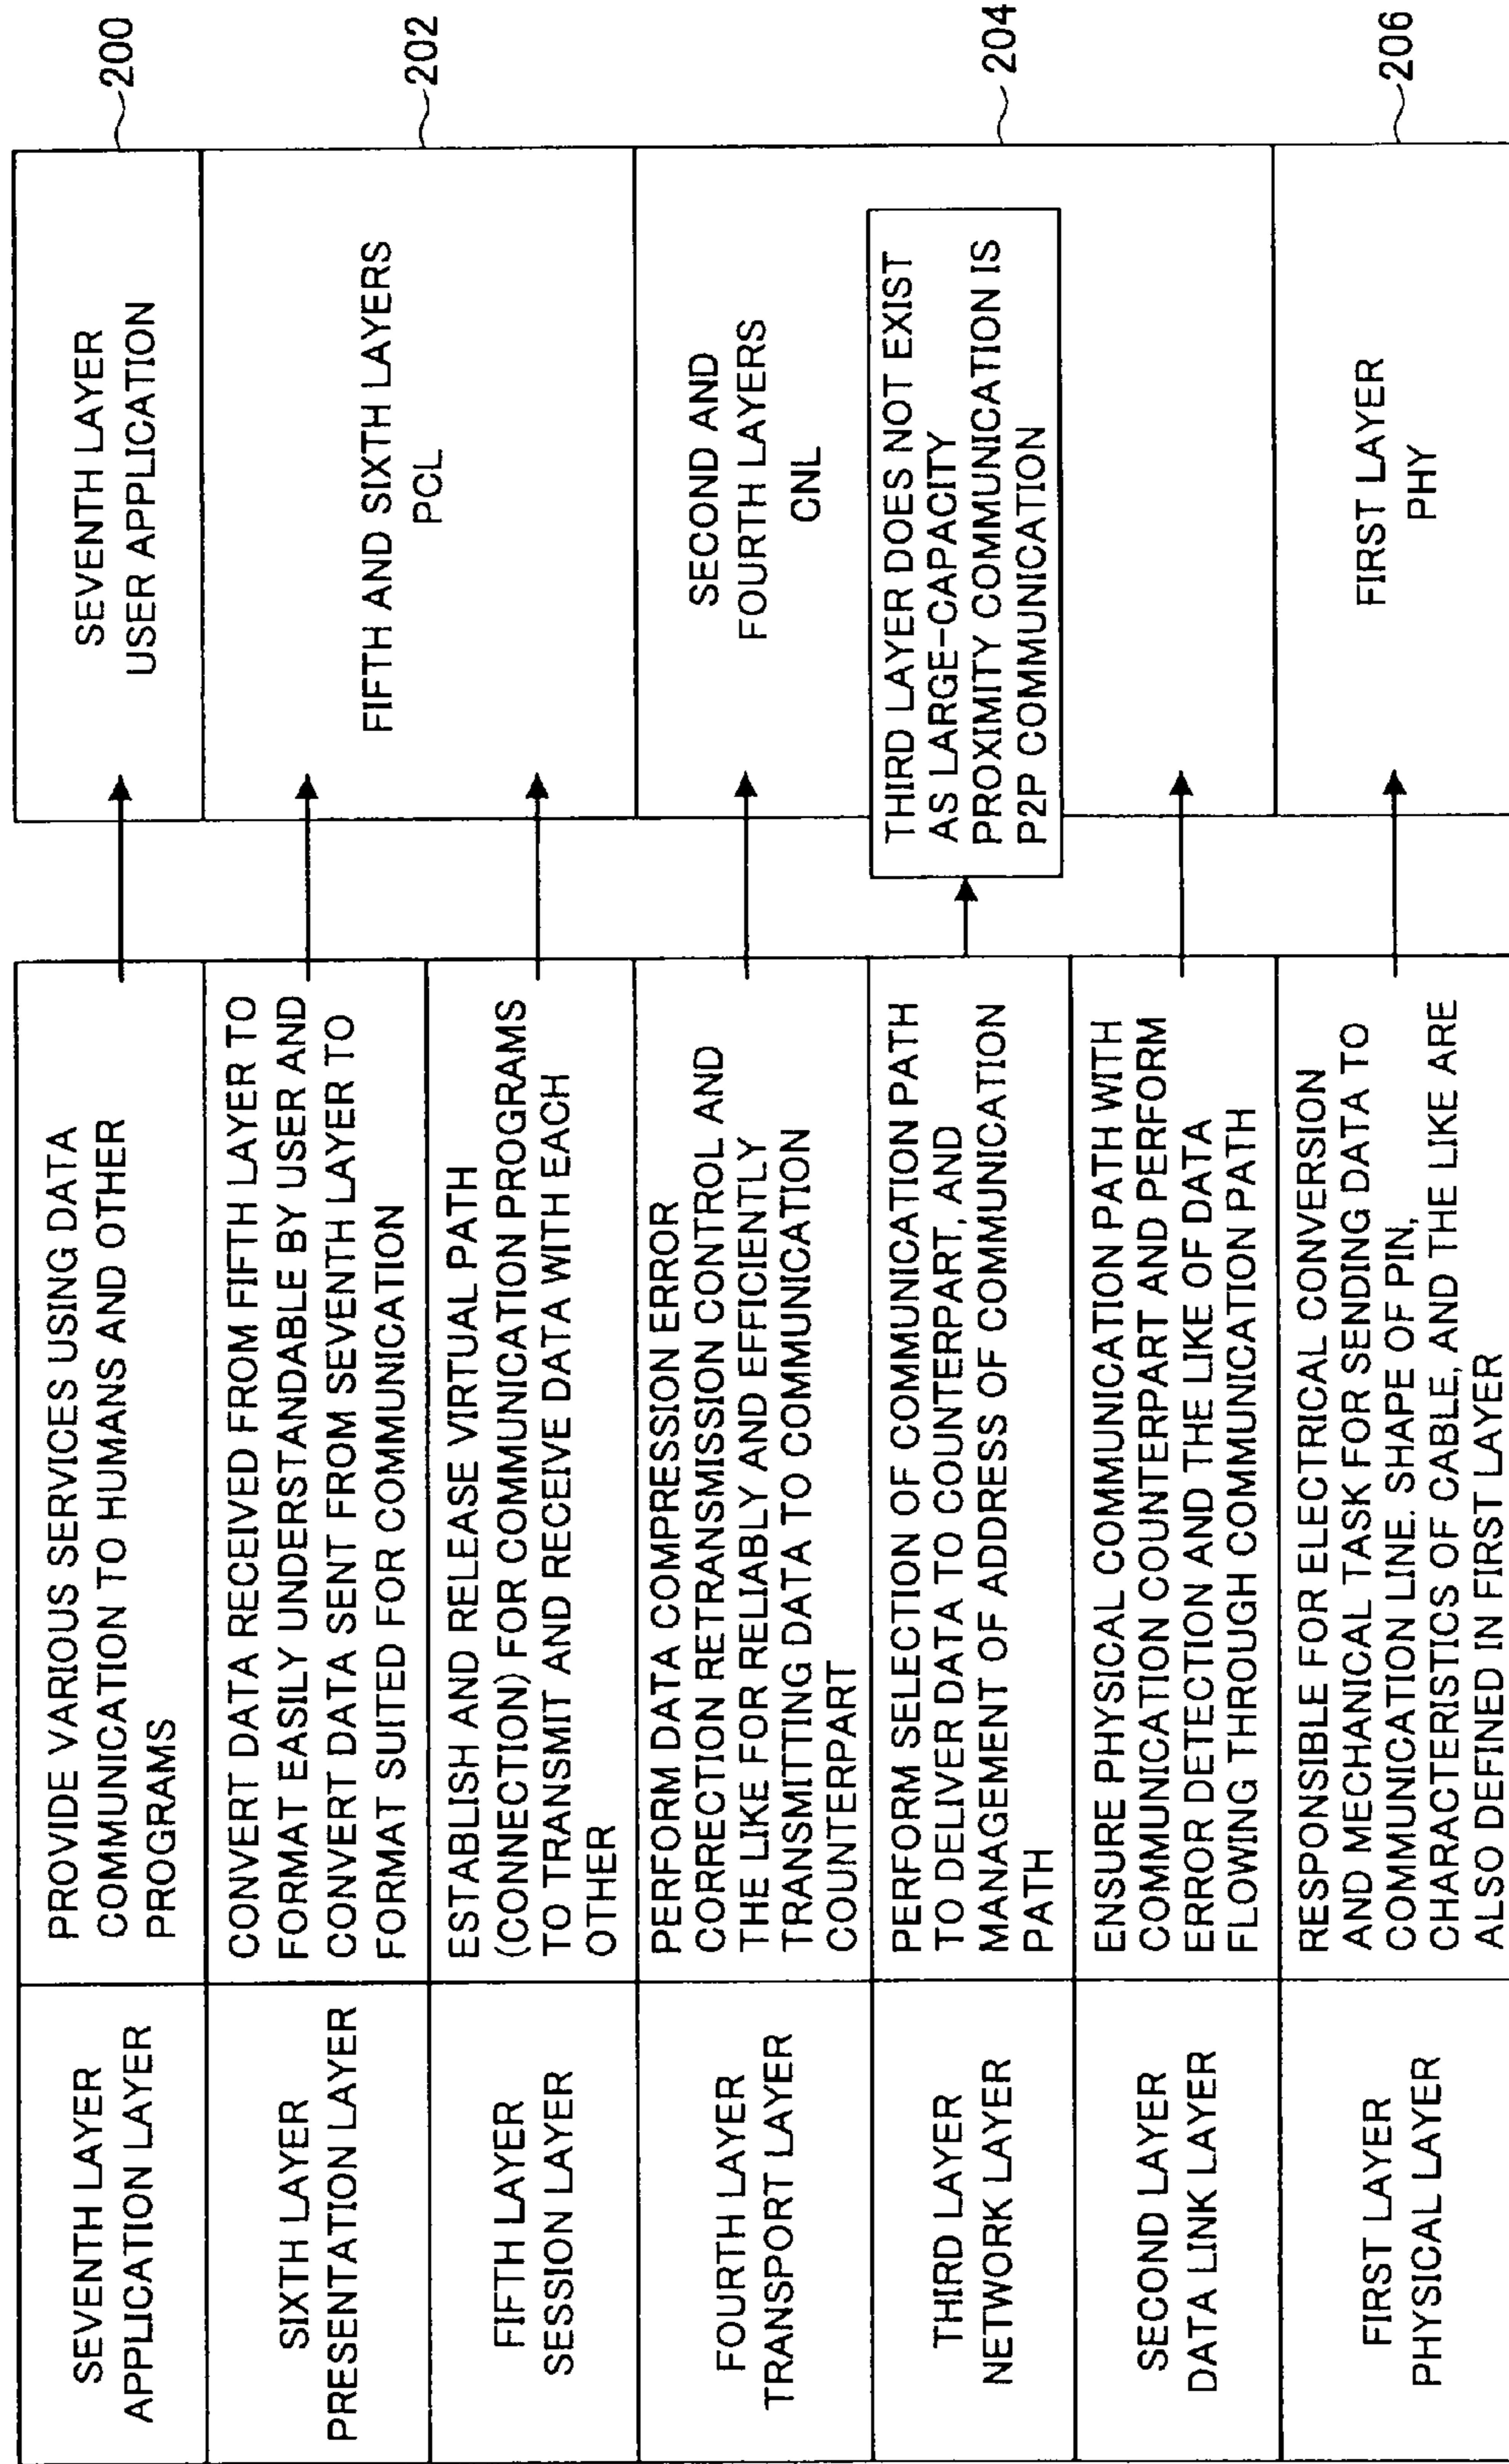 SEVENTH LAYER
APPLICATION LAYER
PROVIDE VARIOUS SERVICES USING DATA
COMMUNICATION TO HUMANS AND OTHER
PROGRAMS
SEVENTH LAYER
USER APPLICATION
200
SIXTH LAYER
PRESENTATION LAYER
CONVERT DATA RECEIVED FROM FIFTH LAYER TO
FORMAT EASILY UNDERSTANDABLE BY USER AND
CONVERT DATA SENT FROM SEVENTH LAYER TO
FORMAT SUITED FOR COMMUNICATION
FIFTH AND SIXTH LAYERS
PCL
202
FIFTH LAYER
SESSION LAYER
ESTABLISH AND RELEASE VIRTUAL PATH
(CONNECTION) FOR COMMUNICATION PROGRAMS
TO TRANSMIT AND RECEIVE DATA WITH EACH
OTHER
FOURTH LAYER
TRANSPORT LAYER
PERFORM DATA COMPRESSION ERROR
CORRECTION RETRANSMISSION CONTROL AND
THE LIKE FOR RELIABLY AND EFFICIENTLY
TRANSMITTING DATA TO COMMUNICATION
COUNTERPART
SECOND AND
FOURTH LAYERS
CNL
204
THIRD LAYER
NETWORK LAYER
PERFORM SELECTION OF COMMUNICATION PATH
TO DELIVER DATA TO COUNTERPART, AND
MANAGEMENT OF ADDRESS OF COMMUNICATION
PATH
THIRD LAYER DOES NOT EXIST
AS LARGE-CAPACITY
PROXIMITY COMMUNICATION IS
P2P COMMUNICATION
SECOND LAYER
DATA LINK LAYER
ENSURE PHYSICAL COMMUNICATION PATH WITH
COMMUNICATION COUNTERPART AND PERFORM
ERROR DETECTION AND THE LIKE OF DATA
FLOWING THROUGH COMMUNICATION PATH
FIRST LAYER
PHYSICAL LAYER
RESPONSIBLE FOR ELECTRICAL CONVERSION
AND MECHANICAL TASK FOR SENDING DATA TO
COMMUNICATION LINE. SHAPE OF PIN,
CHARACTERISTICS OF CABLE, AND THE LIKE ARE
ALSO DEFINED IN FIRST LAYER
FIRST LAYER
PHY
206